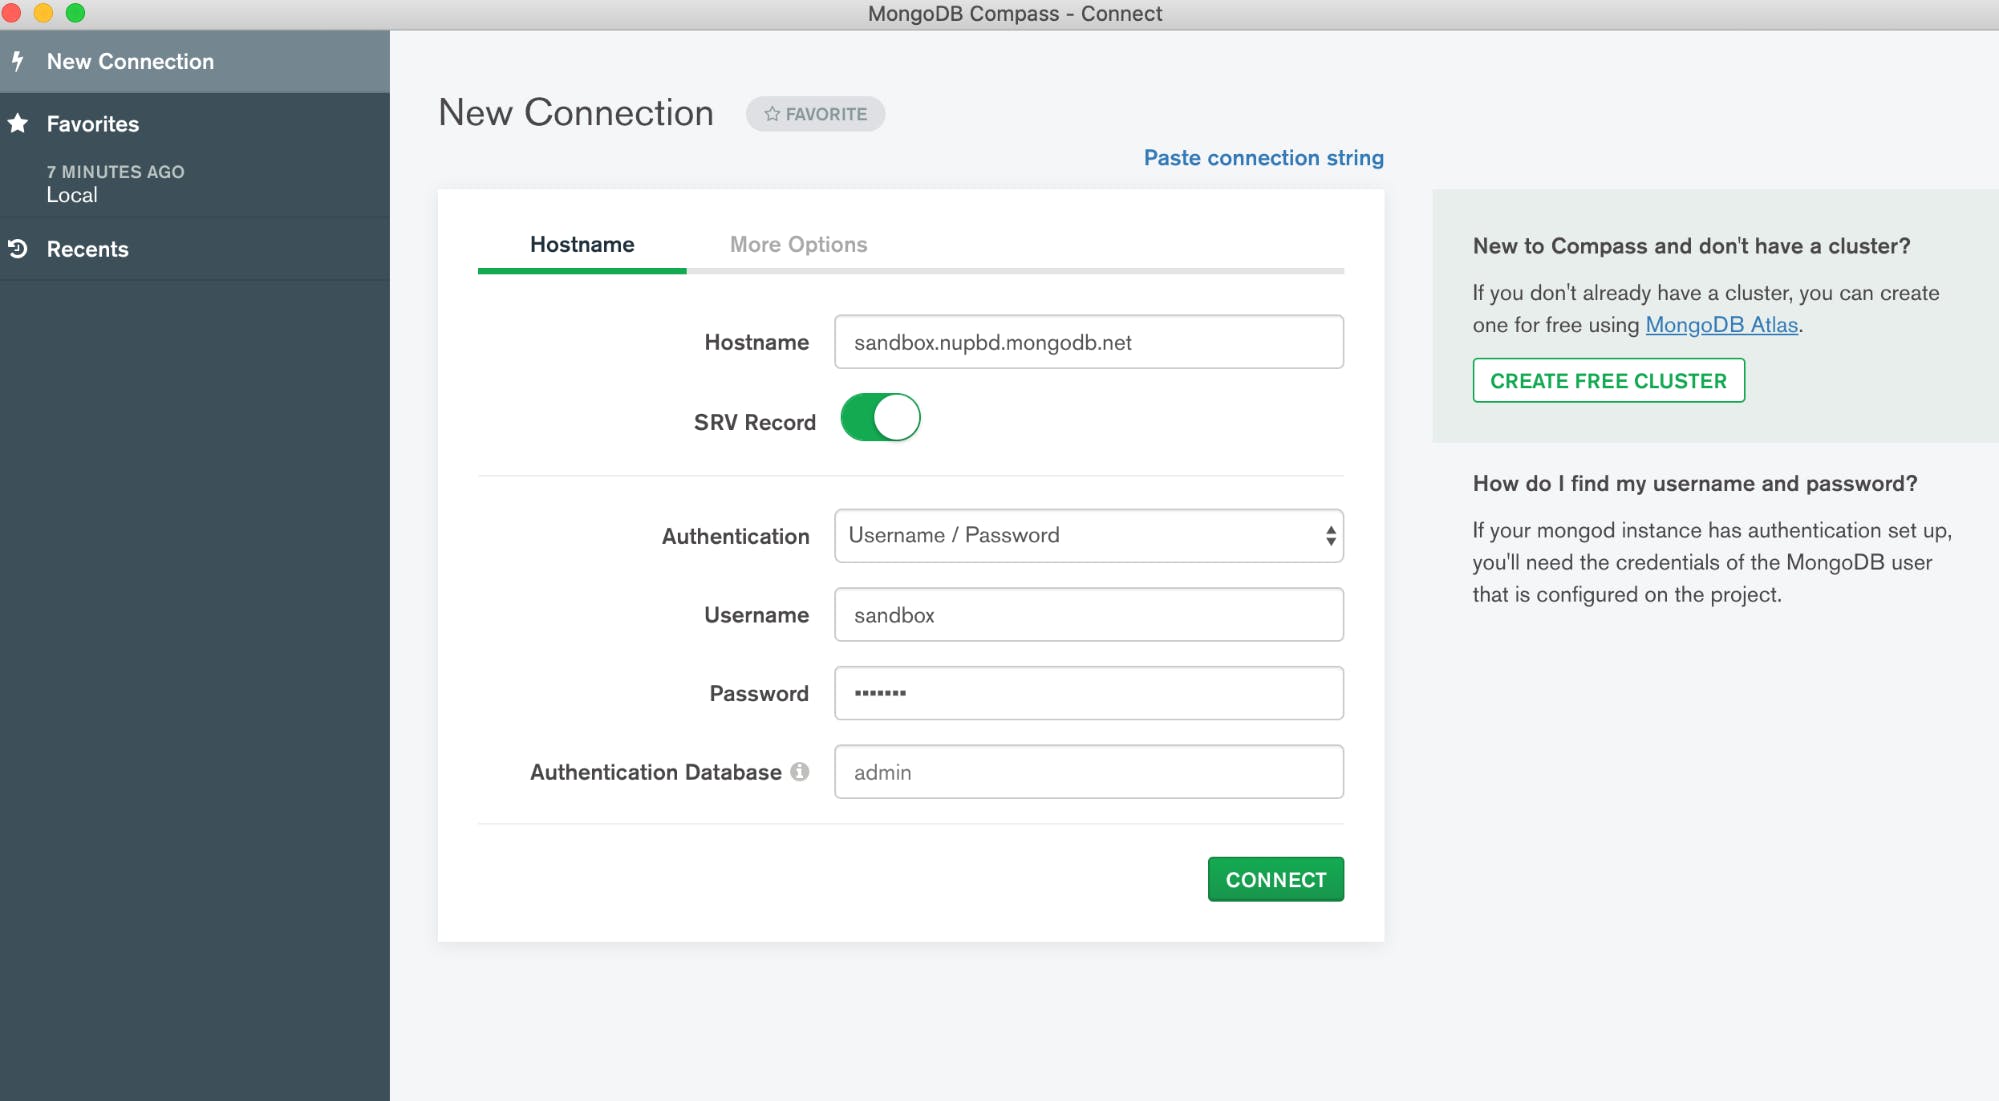 MongoDB Compass - Connect
New Connection
Favorites
7 MINUTES AGO
Local
Recents
New Connection
FAVORITE
Paste connection string
Hostname
More Options
Hostname
sandbox.nupbd.mongodb.net
SRV Record
Authentication
Username / Password
Username
sandbox
Password
•••••••
Authentication Database
admin
CONNECT
New to Compass and don't have a cluster?
If you don't already have a cluster, you can create
one for free using MongoDB Atlas.
CREATE FREE CLUSTER
How do I find my username and password?
If your mongod instance has authentication set up,
you'll need the credentials of the MongoDB user
that is configured on the project.